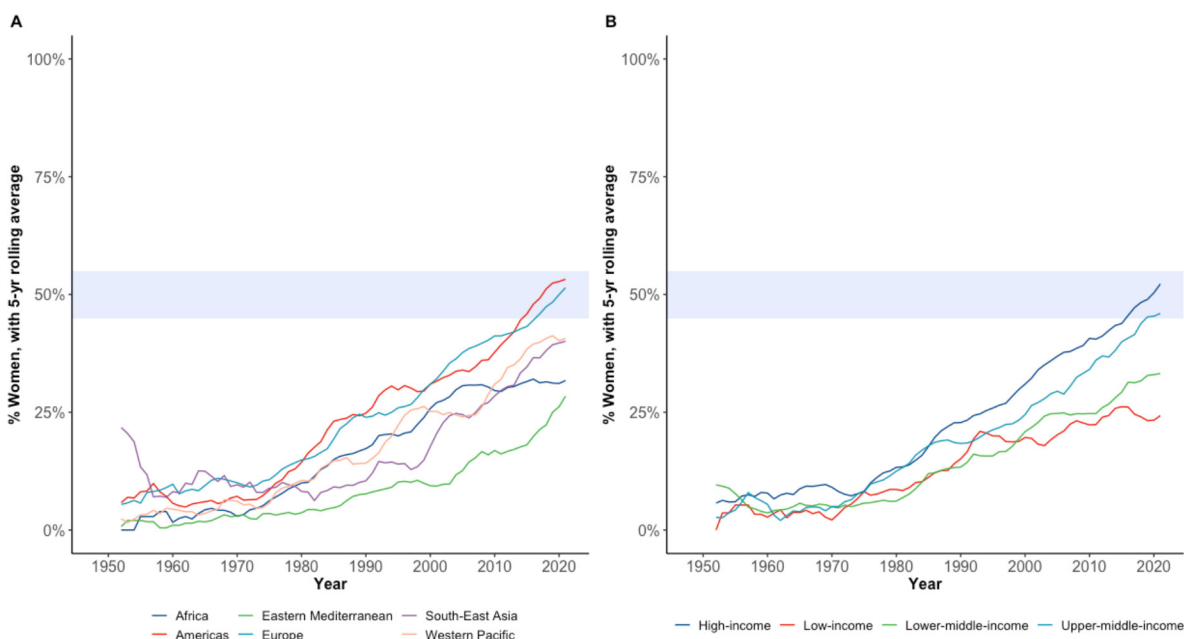 A
% Women, with 5-yr rolling average
100%
75%
50%
25%
0%
1950 1960 1970 1980 1990 2000 2010 2020
Year
Africa Eastern Mediterranean South-East Asia
Americas Europe Western Pacific
B
% Women, with 5-yr rolling average
100%
75%
50%
25%
0%
1950 1960 1970 1980 1990 2000 2010 2020
Year
High-income Low-income Lower-middle-income Upper-middle-income